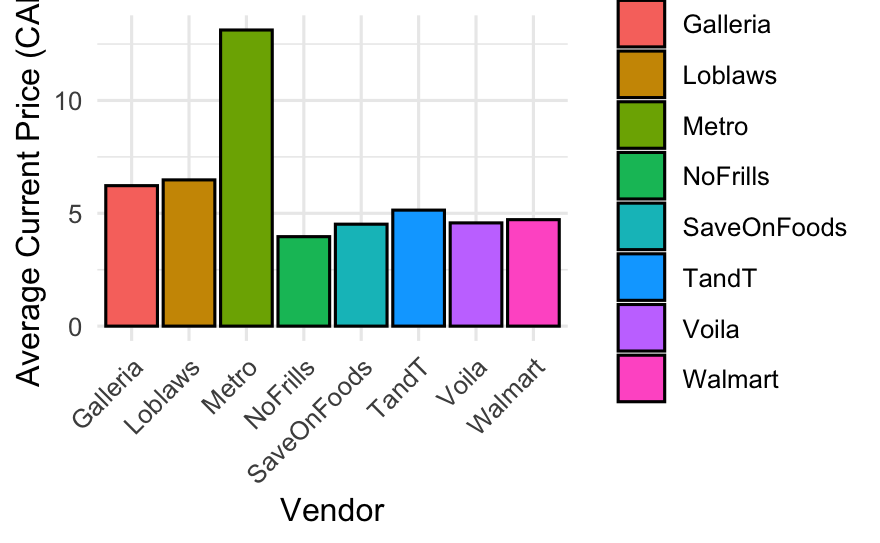 Average Current Price (CA
10
5
0
Galleria
Loblaws
Metro
NoFrills
SaveOnFoods
TandT
Voila
Walmart
Vendor
Galleria
Loblaws
Metro
NoFrills
SaveOnFoods
TandT
Voila
Walmart